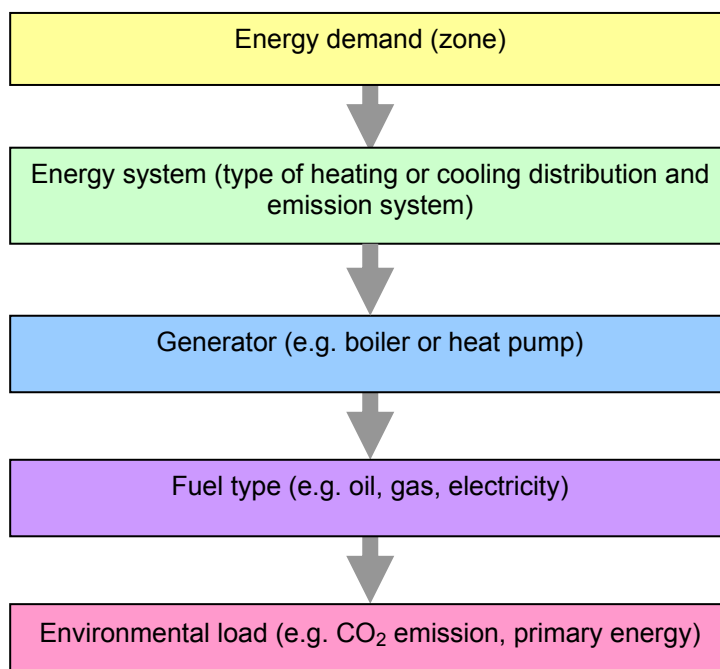 Energy demand (zone)
Energy system (type of heating or cooling distribution and
emission system)
Generator (e.g. boiler or heat pump)
Fuel type (e.g. oil, gas, electricity)
Environmental load (e.g. CO₂ emission, primary energy)